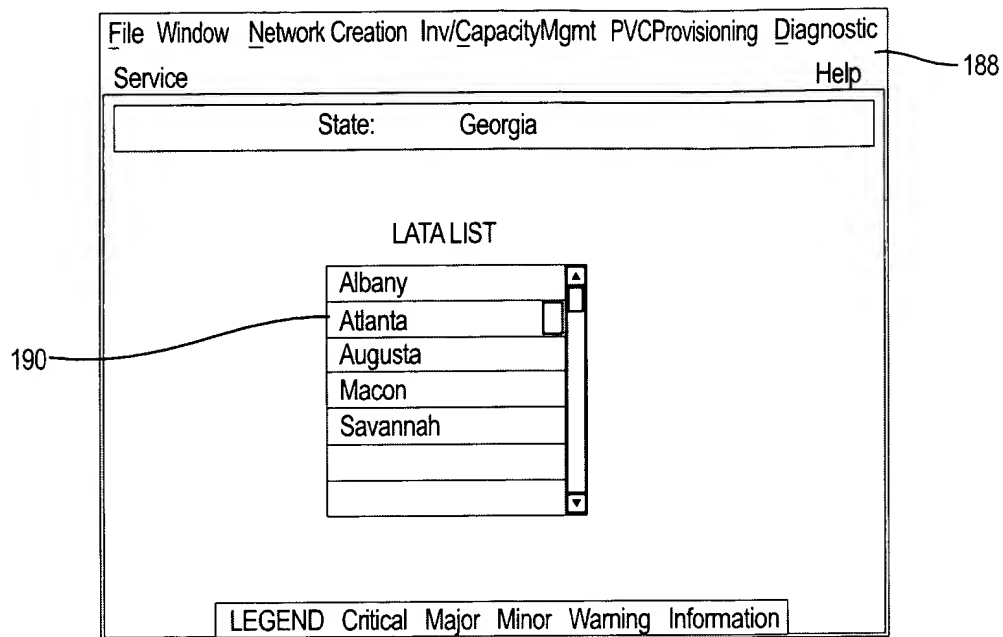 File Window Network Creation Inv/CapacityMgmt PVCProvisioning Diagnostic
Service Help
188
State: Georgia
LATA LIST
Albany
Atlanta
190
Augusta
Macon
Savannah
LEGEND Critical Major Minor Warning Information